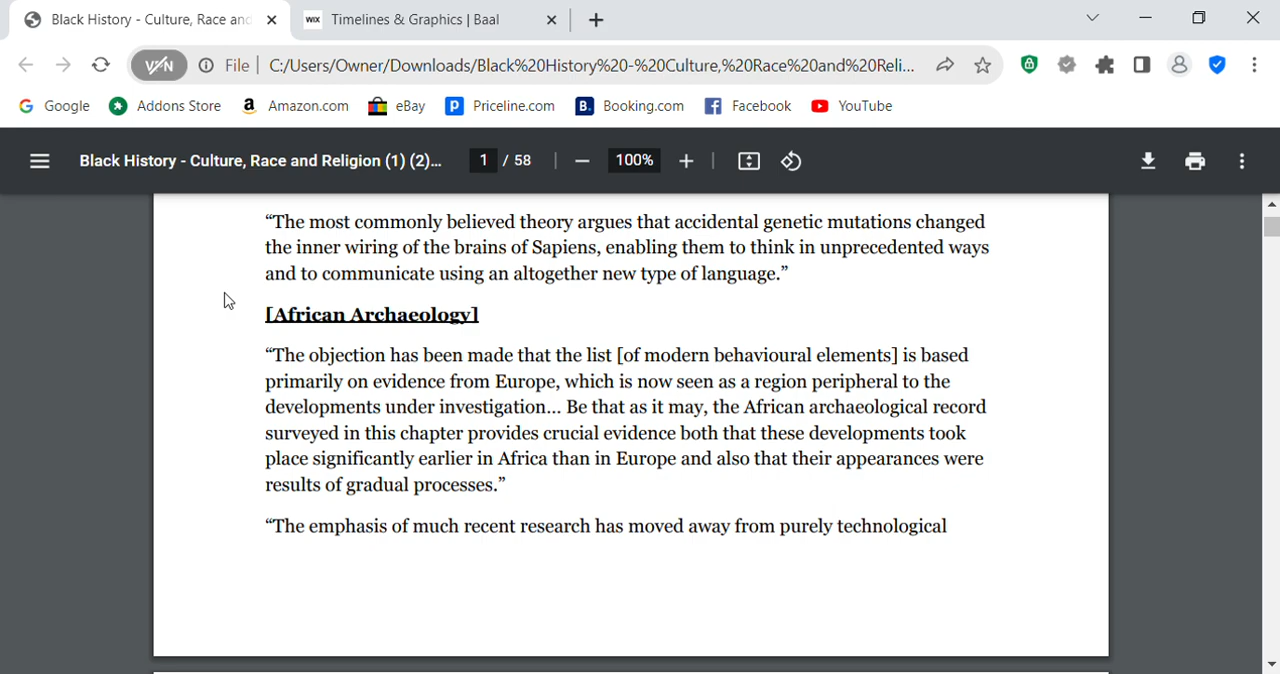 Black History - Culture, Race and
Timelines & Graphics | Baal
VPN File C:/Users/Owner/Downloads/Black%20History%20-%20Culture,%20Race%20and%20Reli...
Google Addons Store Amazon.com eBay Priceline.com Booking.com Facebook YouTube
Black History - Culture, Race and Religion (1) (2)... 1 / 58 100%
“The most commonly believed theory argues that accidental genetic mutations changed
the inner wiring of the brains of Sapiens, enabling them to think in unprecedented ways
and to communicate using an altogether new type of language.”
[African Archaeology]
“The objection has been made that the list [of modern behavioural elements] is based
primarily on evidence from Europe, which is now seen as a region peripheral to the
developments under investigation... Be that as it may, the African archaeological record
surveyed in this chapter provides crucial evidence both that these developments took
place significantly earlier in Africa than in Europe and also that their appearances were
results of gradual processes.”
“The emphasis of much recent research has moved away from purely technological